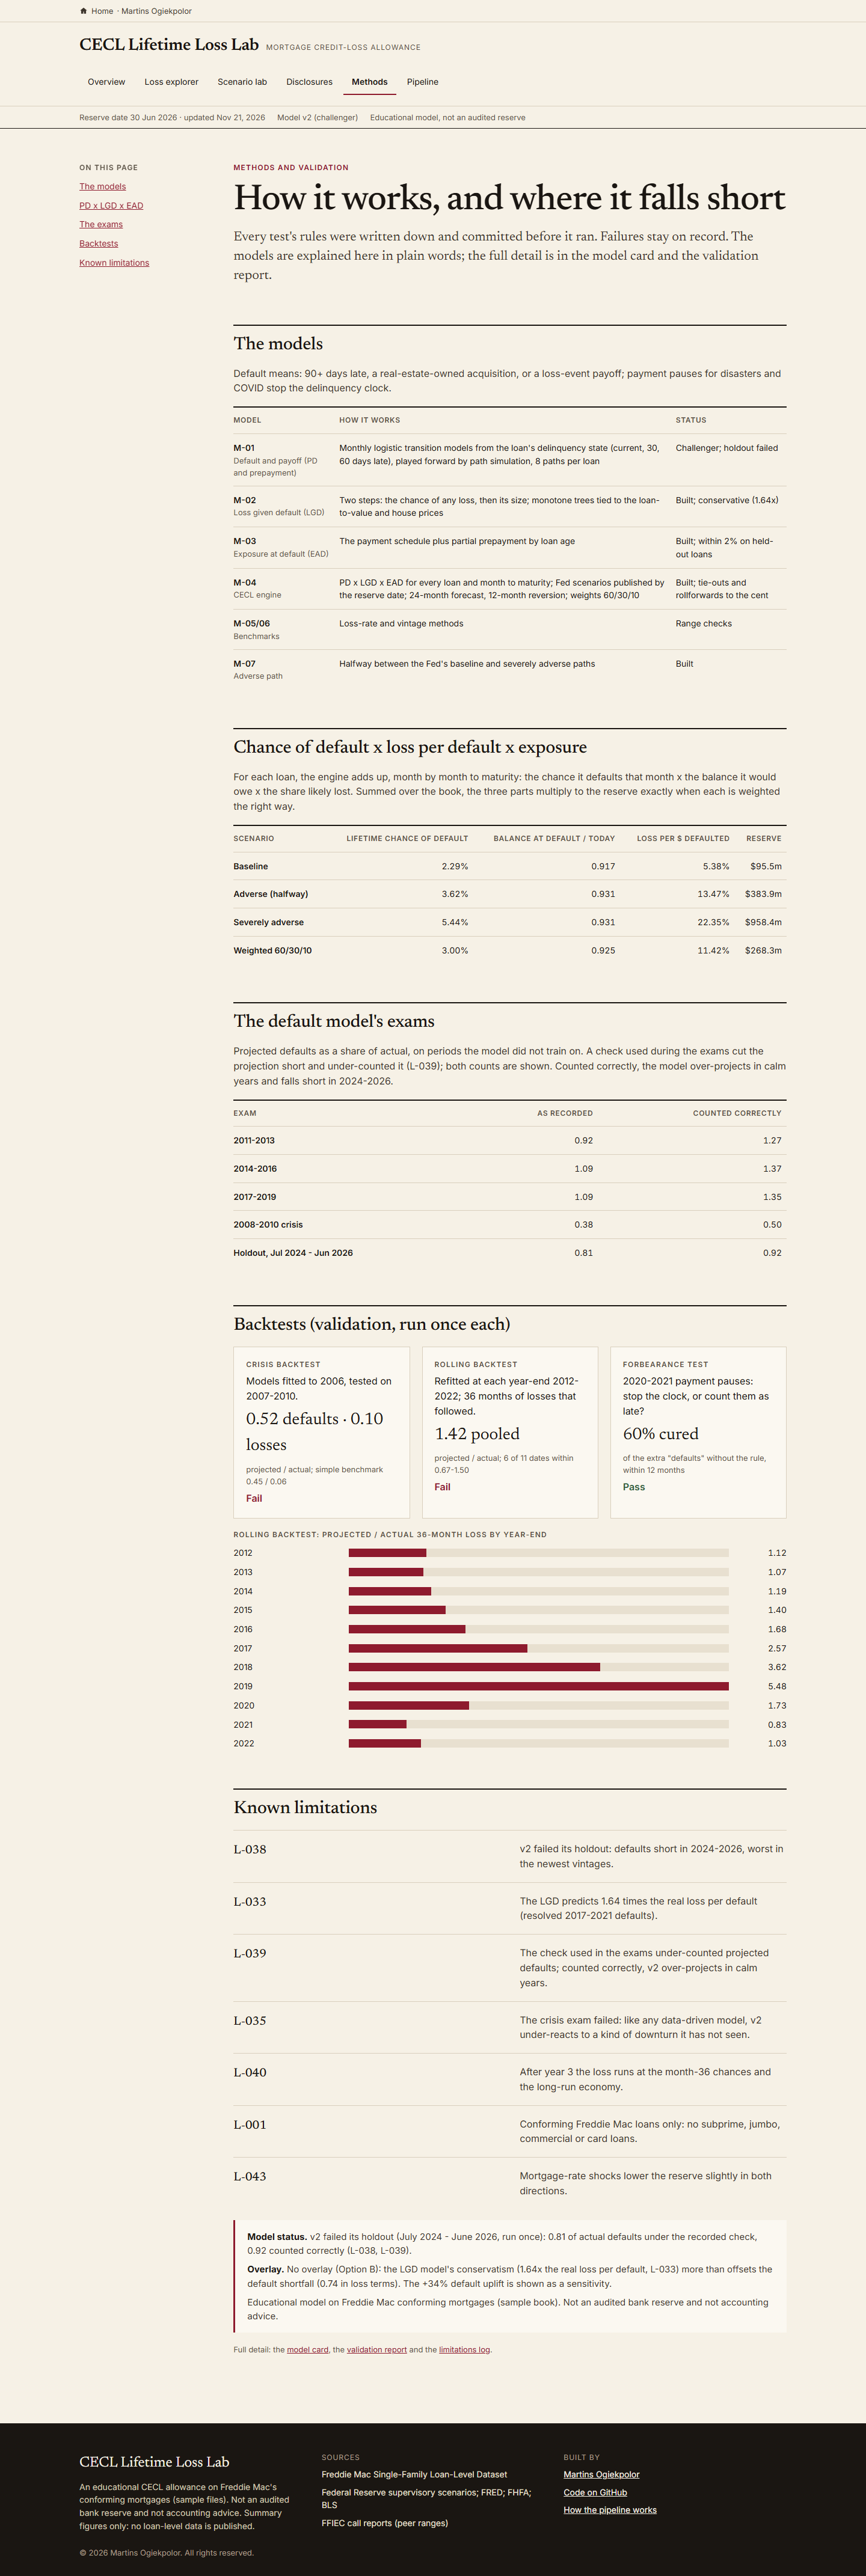 Home · Martins Ogiekpolor
CECL Lifetime Loss Lab MORTGAGE CREDIT-LOSS ALLOWANCE
Overview Loss explorer Scenario lab Disclosures Methods Pipeline
Reserve date 30 Jun 2026 · updated Nov 21, 2026 Model v2 (challenger) Educational model, not an audited reserve
ON THIS PAGE
The models
PD x LGD x EAD
The exams
Backtests
Known limitations
METHODS AND VALIDATION
How it works, and where it falls short
Every test's rules were written down and committed before it ran. Failures stay on record. The
models are explained here in plain words; the full detail is in the model card and the validation
report.
The models
Default means: 90+ days late, a real-estate-owned acquisition, or a loss-event payoff; payment pauses for disasters and
COVID stop the delinquency clock.
MODEL HOW IT WORKS STATUS
M-01
Default and payoff (PD
and prepayment)
Monthly logistic transition models from the loan's delinquency state (current, 30,
60 days late), played forward by path simulation, 8 paths per loan
Challenger; holdout failed
M-02
Loss given default (LGD)
Two steps: the chance of any loss, then its size; monotone trees tied to the loan-
to-value and house prices
Built; conservative (1.64x)
M-03
Exposure at default (EAD)
The payment schedule plus partial prepayment by loan age
Built; within 2% on held-
out loans
M-04
CECL engine
PD x LGD x EAD for every loan and month to maturity; Fed scenarios published by
the reserve date; 24-month forecast, 12-month reversion; weights 60/30/10
Built; tie-outs and
rollforwards to the cent
M-05/06
Benchmarks
Loss-rate and vintage methods
Range checks
M-07
Adverse path
Halfway between the Fed's baseline and severely adverse paths
Built
Chance of default x loss per default x exposure
For each loan, the engine adds up, month by month to maturity: the chance it defaults that month x the balance it would
owe x the share likely lost. Summed over the book, the three parts multiply to the reserve exactly when each is weighted
the right way.
SCENARIO LIFETIME CHANCE OF DEFAULT BALANCE AT DEFAULT / TODAY LOSS PER $ DEFAULTED RESERVE
Baseline 2.29% 0.917 5.38% $95.5m
Adverse (halfway) 3.62% 0.931 13.47% $383.9m
Severely adverse 5.44% 0.931 22.35% $958.4m
Weighted 60/30/10 3.00% 0.925 11.42% $268.3m
The default model's exams
Projected defaults as a share of actual, on periods the model did not train on. A check used during the exams cut the
projection short and under-counted it (L-039); both counts are shown. Counted correctly, the model over-projects in calm
years and falls short in 2024-2026.
EXAM AS RECORDED COUNTED CORRECTLY
2011-2013 0.92 1.27
2014-2016 1.09 1.37
2017-2019 1.09 1.35
2008-2010 crisis 0.38 0.50
Holdout, Jul 2024 - Jun 2026 0.81 0.92
Backtests (validation, run once each)
CRISIS BACKTEST
Models fitted to 2006, tested on
2007-2010.
0.52 defaults · 0.10
losses
projected / actual; simple benchmark
0.45 / 0.06
Fail
ROLLING BACKTEST
Refitted at each year-end 2012-
2022; 36 months of losses that
followed.
1.42 pooled
projected / actual; 6 of 11 dates within
0.67-1.50
Fail
FORBEARANCE TEST
2020-2021 payment pauses:
stop the clock, or count them as
late?
60% cured
of the extra "defaults" without the rule,
within 12 months
Pass
ROLLING BACKTEST: PROJECTED / ACTUAL 36-MONTH LOSS BY YEAR-END
2012 1.12
2013 1.07
2014 1.19
2015 1.40
2016 1.68
2017 2.57
2018 3.62
2019 5.48
2020 1.73
2021 0.83
2022 1.03
Known limitations
L-038
v2 failed its holdout: defaults short in 2024-2026, worst in
the newest vintages.
L-033
The LGD predicts 1.64 times the real loss per default
(resolved 2017-2021 defaults).
L-039
The check used in the exams under-counted projected
defaults; counted correctly, v2 over-projects in calm
years.
L-035
The crisis exam failed: like any data-driven model, v2
under-reacts to a kind of downturn it has not seen.
L-040
After year 3 the loss runs at the month-36 chances and
the long-run economy.
L-001
Conforming Freddie Mac loans only: no subprime, jumbo,
commercial or card loans.
L-043
Mortgage-rate shocks lower the reserve slightly in both
directions.
Model status. v2 failed its holdout (July 2024 - June 2026, run once): 0.81 of actual defaults under the recorded check,
0.92 counted correctly (L-038, L-039).
Overlay. No overlay (Option B): the LGD model's conservatism (1.64x the real loss per default, L-033) more than offsets the
default shortfall (0.74 in loss terms). The +34% default uplift is shown as a sensitivity.
Educational model on Freddie Mac conforming mortgages (sample book). Not an audited bank reserve and not accounting
advice.
Full detail: the model card, the validation report and the limitations log.
CECL Lifetime Loss Lab
An educational CECL allowance on Freddie Mac's
conforming mortgages (sample files). Not an audited
bank reserve and not accounting advice. Summary
figures only: no loan-level data is published.
© 2026 Martins Ogiekpolor. All rights reserved.
SOURCES
Freddie Mac Single-Family Loan-Level Dataset
Federal Reserve supervisory scenarios; FRED; FHFA;
BLS
FFIEC call reports (peer ranges)
BUILT BY
Martins Ogiekpolor
Code on GitHub
How the pipeline works